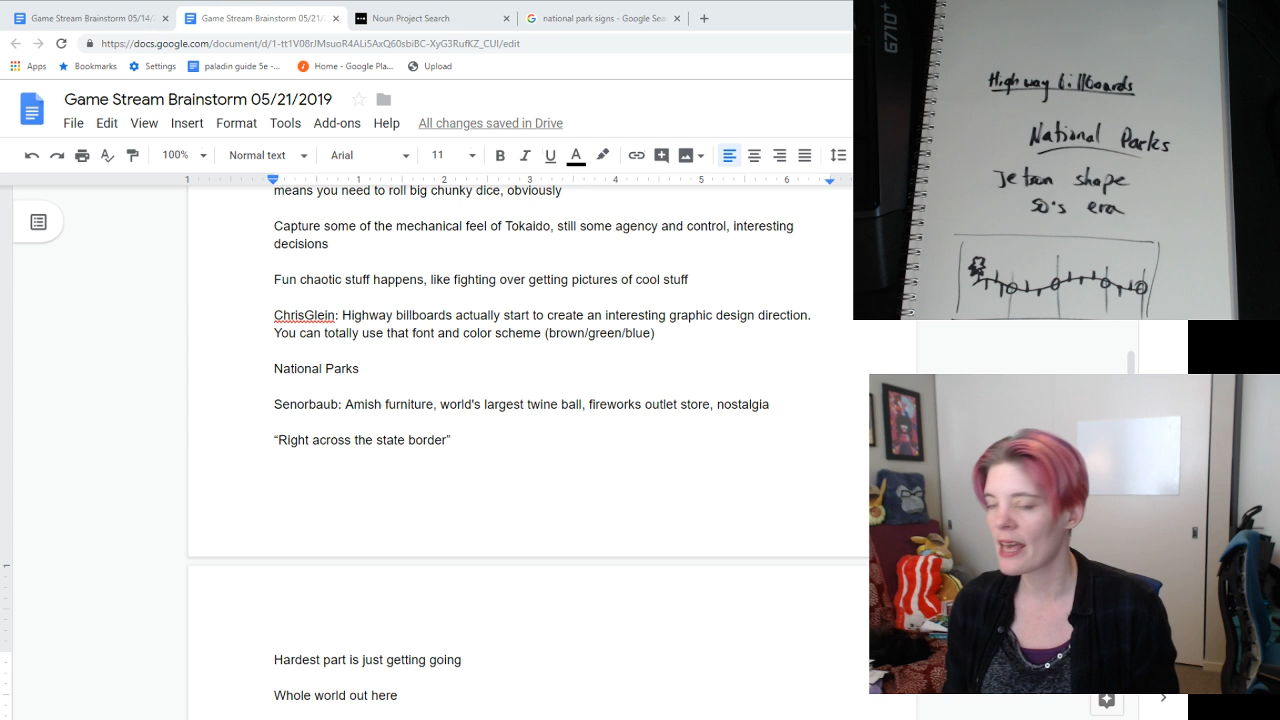 Game Stream Brainstorm 05/14/
Game Stream Brainstorm 05/21/
Noun Project Search
national park signs - Google Sea
https://docs.google.com/document/d/1-tt1V08rJMsuoR4ALi5AxQ60sbiBC-XyG3RufKZ_CUI/edit
Apps
Bookmarks
Settings
paladin guide 5e -...
Home - Google Pla...
Upload
Game Stream Brainstorm 05/21/2019
File Edit View Insert Format Tools Add-ons Help All changes saved in Drive
100% Normal text Arial 11 B I U A
1 1 2 3 4 5 6
means you need to roll big chunky dice, obviously
Capture some of the mechanical feel of Tokaido, still some agency and control, interesting
decisions
Fun chaotic stuff happens, like fighting over getting pictures of cool stuff
ChrisGlein: Highway billboards actually start to create an interesting graphic design direction.
You can totally use that font and color scheme (brown/green/blue)
National Parks
Senorbaub: Amish furniture, world's largest twine ball, fireworks outlet store, nostalgia
“Right across the state border”
Hardest part is just getting going
Whole world out here
G710+
Highway billboards
National Parks
Jetson shape
50's era